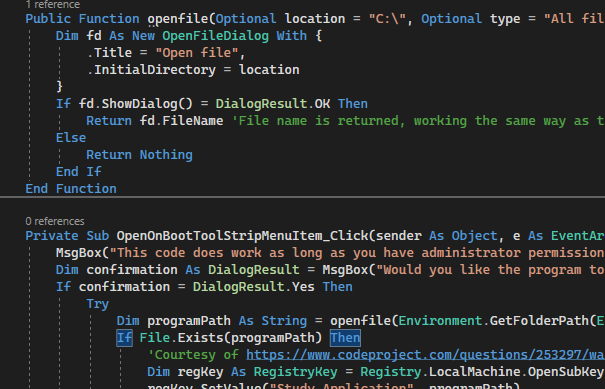 1 reference
Public Function openfile(Optional location = "C:\", Optional type = "All fil
Dim fd As New OpenFileDialog With {
.Title = "Open file",
.InitialDirectory = location
}
If fd.ShowDialog() = DialogResult.OK Then
Return fd.FileName 'File name is returned, working the same way as t
Else
Return Nothing
End If
End Function
0 references
Private Sub OpenOnBootToolStripMenuItem_Click(sender As Object, e As EventAr
MsgBox("This code does work as long as you have administrator permission
Dim confirmation As DialogResult = MsgBox("Would you like the program to
If confirmation = DialogResult.Yes Then
Try
Dim programPath As String = openfile(Environment.GetFolderPath(E
If File.Exists(programPath) Then
'Courtesy of https://www.codeproject.com/questions/253297/wa
Dim regKey As RegistryKey = Registry.LocalMachine.OpenSubKey
regKey.SetValue("Study Application", programPath)